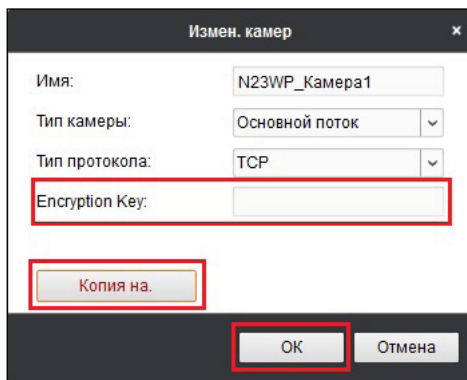 Измен. камер ×
Имя: N23WP_Камера1
Тип камеры: Основной поток
Тип протокола: TCP
Encryption Key:
Копия на.
OK Отмена